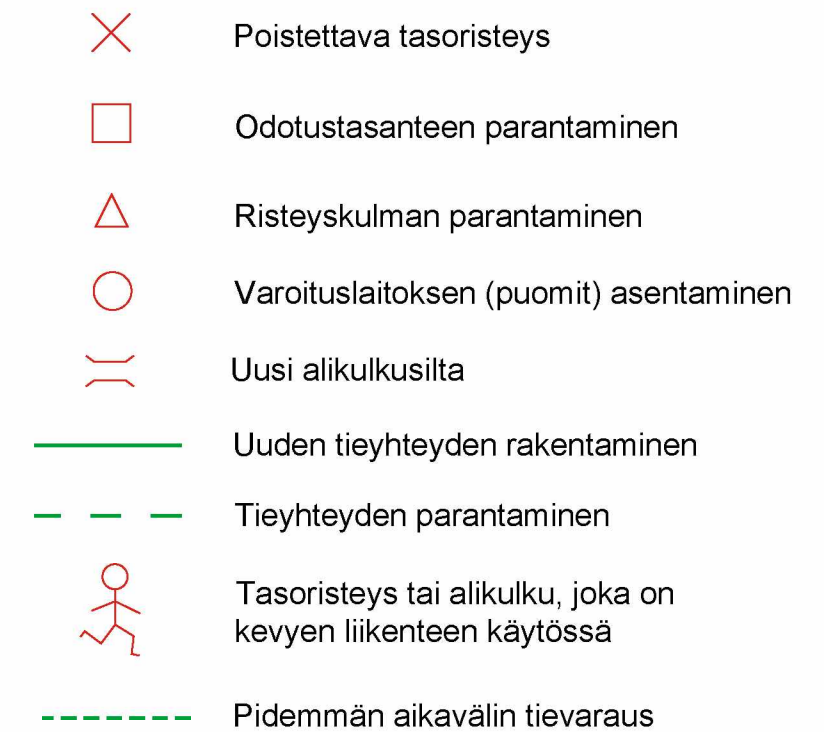 Poistettava tasoristeys
Odotustasanteen parantaminen
Risteyskulman parantaminen
Varoituslaitoksen (puomit) asentaminen
Uusi alikulkusilta
Uuden tieyhteyden rakentaminen
Tieyhteyden parantaminen
Tasoristeys tai alikulku, joka on
kevyen liikenteen käytössä
Pidemmän aikavälin tievaraus